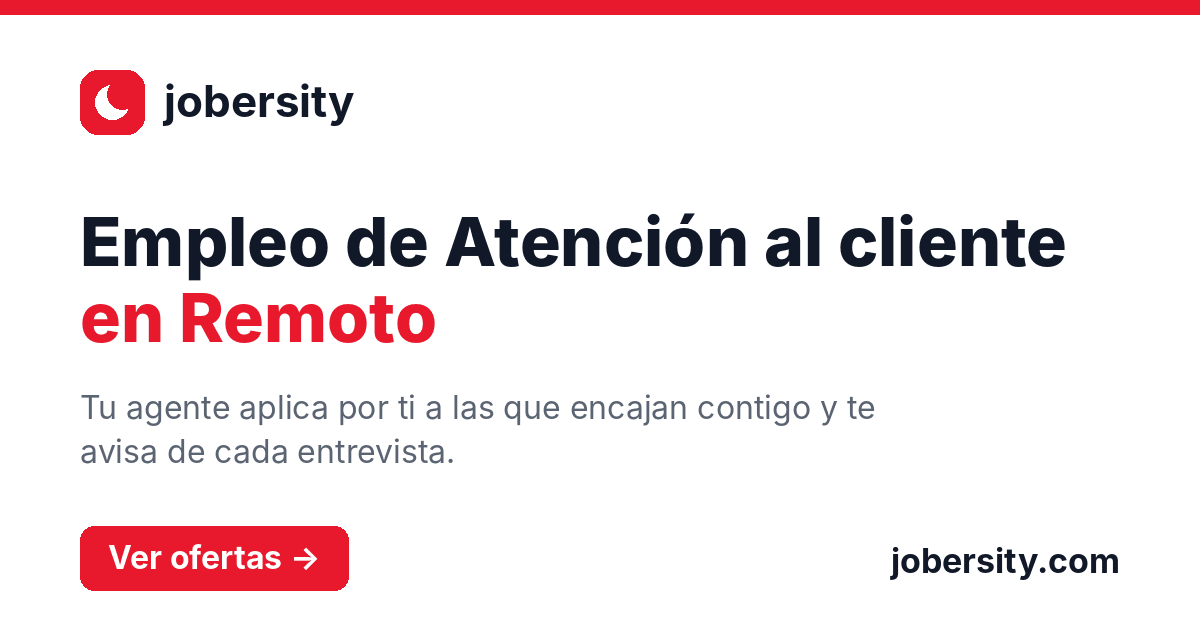 jobersity
Empleo de Atención al cliente
en Remoto
Tu agente aplica por ti a las que encajan contigo y te
avisa de cada entrevista.
Ver ofertas →
jobersity.com